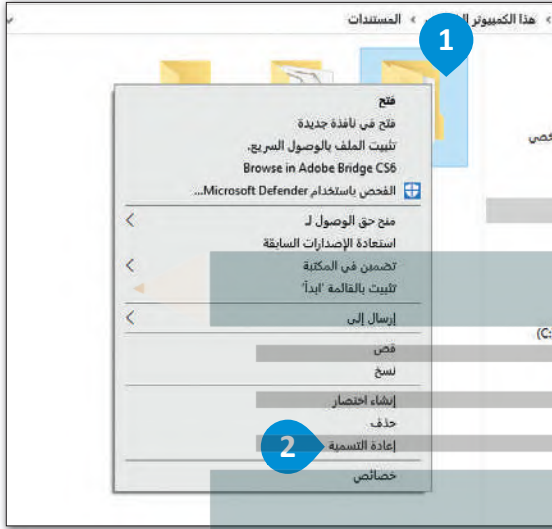 هذا الكمبيوتر › المستندات
1
فتح
فتح في نافذة جديدة
تثبيت الملف بالوصول السريع.
Browse in Adobe Bridge CS6
الفحص باستخدام Microsoft Defender...
منح حق الوصول لـ
استعادة الإصدارات السابقة
تضمين في المكتبة
تثبيت بالقائمة 'ابدأ'
إرسال إلى
(C:
قص
نسخ
إنشاء اختصار
حذف
إعادة التسمية
2
خصائص